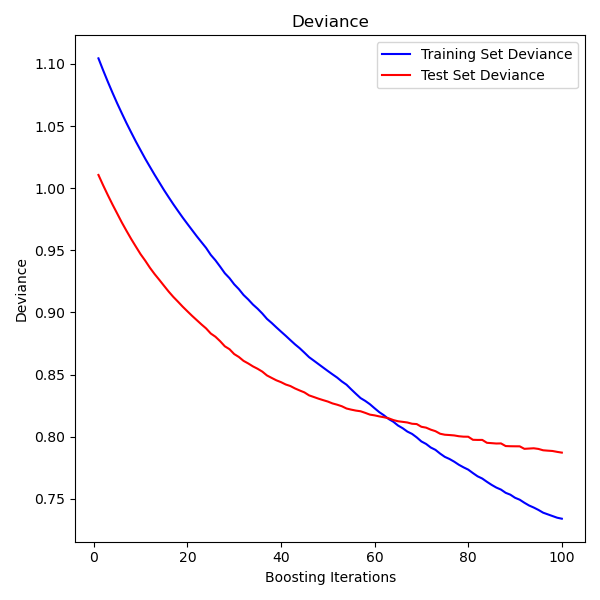 Deviance
Training Set Deviance
Test Set Deviance
Deviance
1.10
1.05
1.00
0.95
0.90
0.85
0.80
0.75
0 20 40 60 80 100
Boosting Iterations